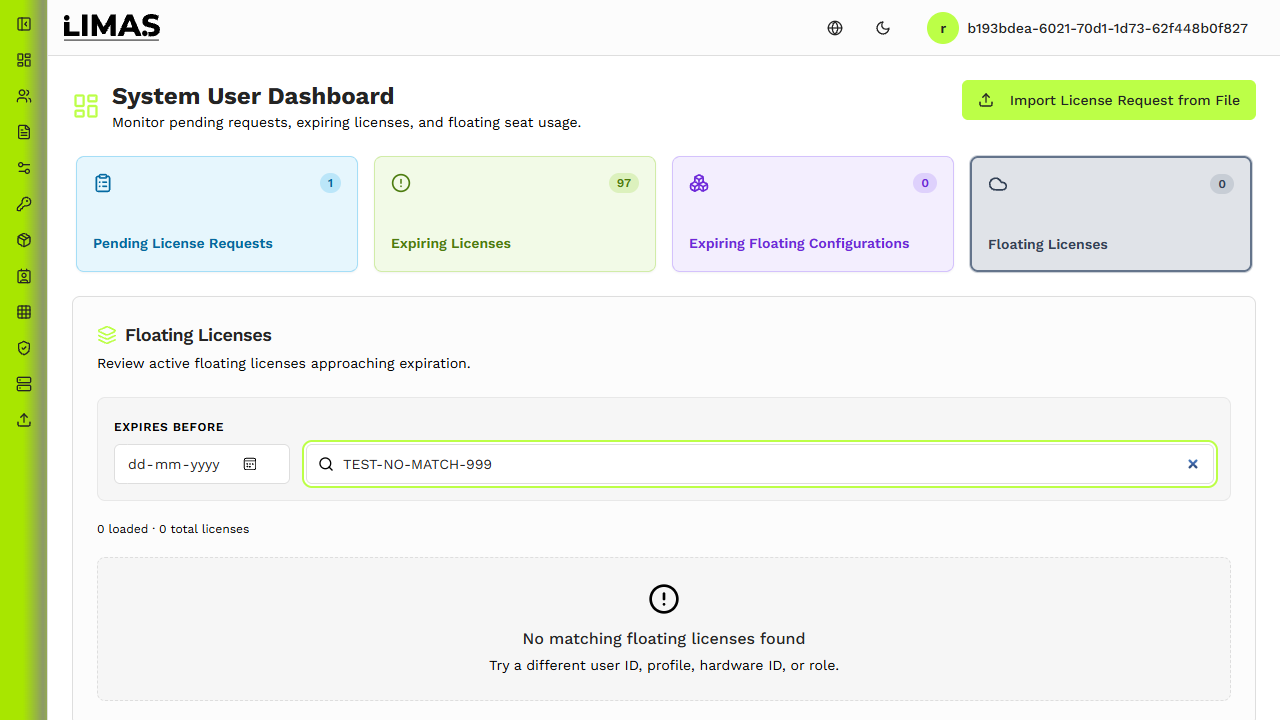 LIMAS
r
b193bdea-6021-70d1-1d73-62f448b0f827
System User Dashboard
Monitor pending requests, expiring licenses, and floating seat usage.
Import License Request from File
1
Pending License Requests
97
Expiring Licenses
0
Expiring Floating Configurations
0
Floating Licenses
Floating Licenses
Review active floating licenses approaching expiration.
EXPIRES BEFORE
dd-mm-yyyy
TEST-NO-MATCH-999
0 loaded · 0 total licenses
No matching floating licenses found
Try a different user ID, profile, hardware ID, or role.